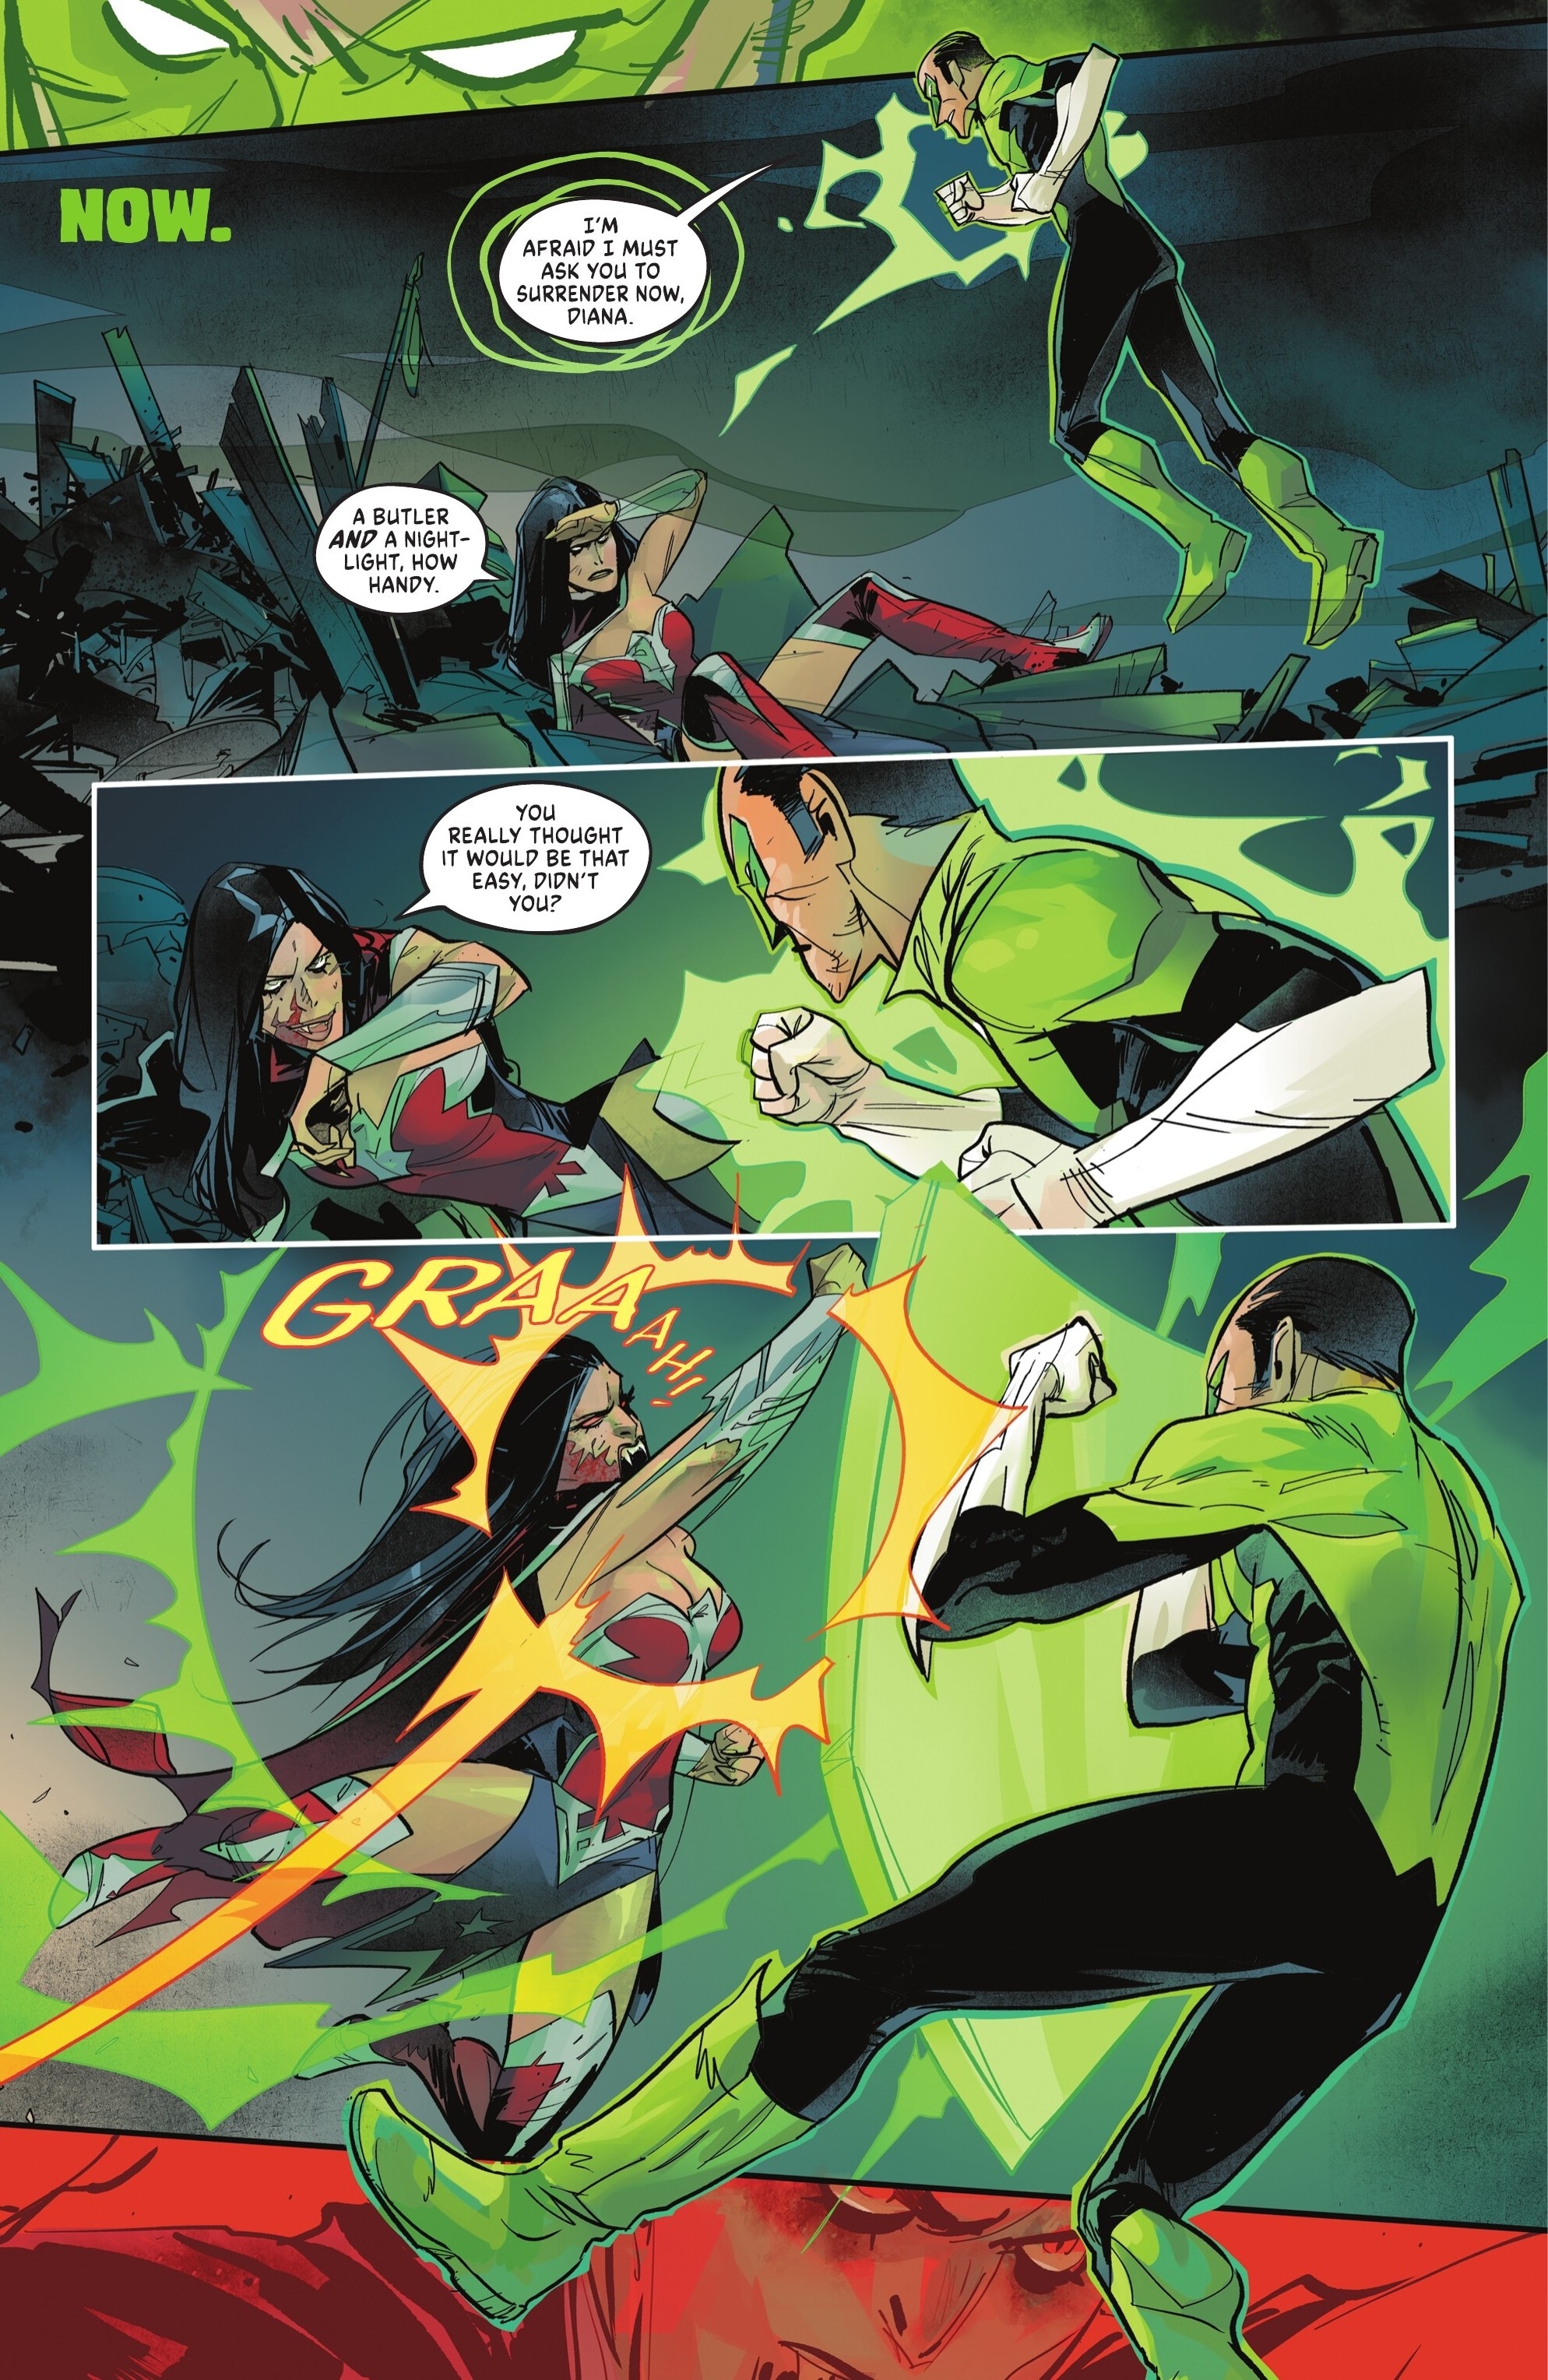 NOW.
I'M
AFRAID I MUST
ASK YOU TO
SURRENDER NOW,
DIANA.
A BUTLER
AND A NIGHT-
LIGHT, HOW
HANDY.
YOU
REALLY THOUGHT
IT WOULD BE THAT
EASY, DIDN'T
YOU?
GRAAAH!